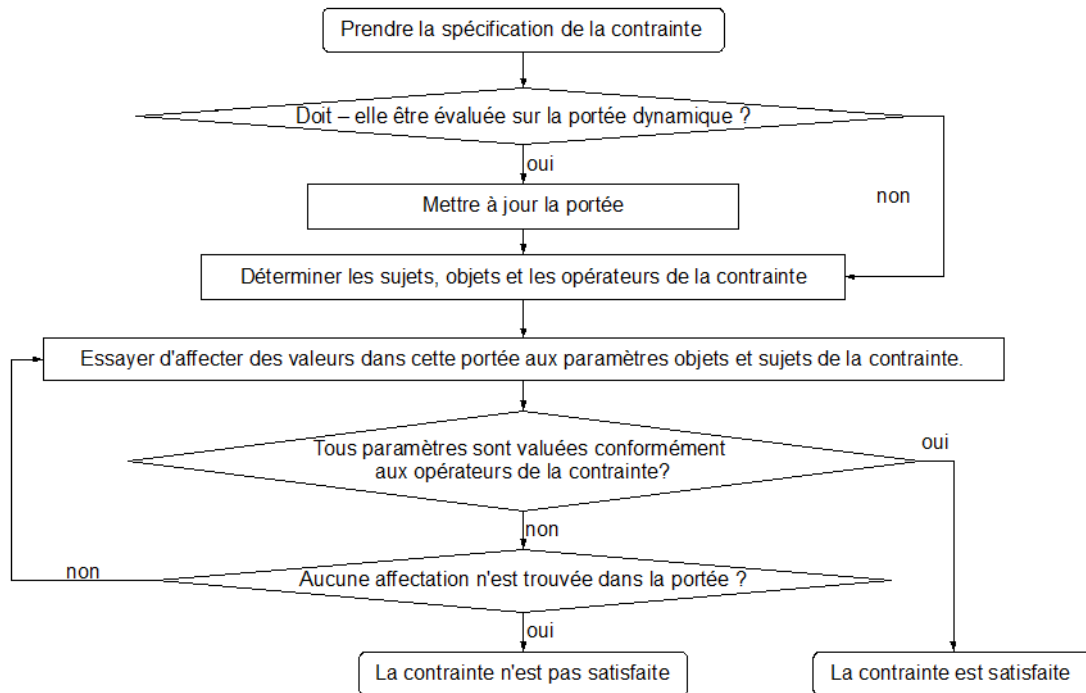 Prendre la spécification de la contrainte
Doit – elle être évaluée sur la portée dynamique ?
oui
non
Mettre à jour la portée
Déterminer les sujets, objets et les opérateurs de la contrainte
Essayer d'affecter des valeurs dans cette portée aux paramètres objets et sujets de la contrainte.
Tous paramètres sont valuées conformément
aux opérateurs de la contrainte?
oui
non
Aucune affectation n'est trouvée dans la portée ?
non
oui
La contrainte n'est pas satisfaite
La contrainte est satisfaite